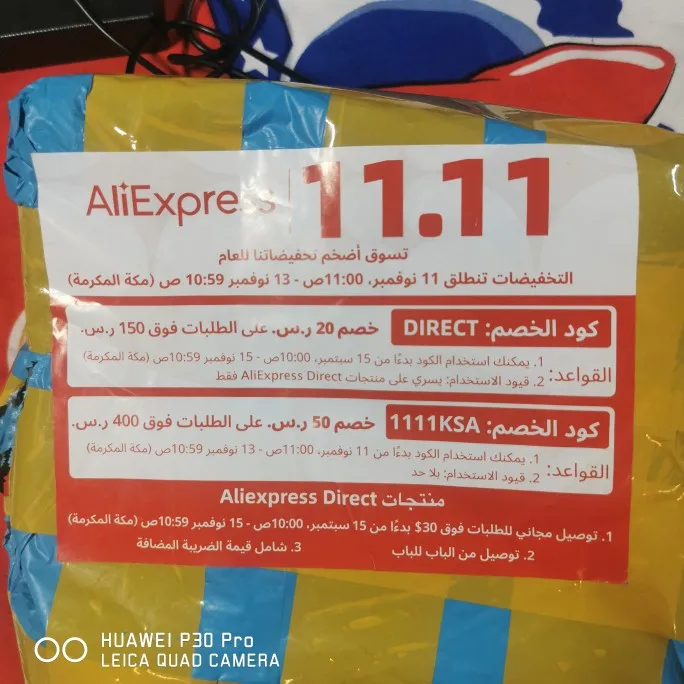 AliExpress
11.11
تسوق أضخم تخفيضاتنا للعام
التخفيضات تنطلق 11 نوفمبر، 11:00ص - 13 نوفمبر 10:59 ص (مكة المكرمة)
كود الخصم: DIRECT خصم 20 ر.س. على الطلبات فوق 150 ر.س.
القواعد:
1. يمكنك استخدام الكود بدءًا من 15 سبتمبر، 10:00ص - 15 نوفمبر 10:59ص (مكة المكرمة)
2. قيود الاستخدام: يسري على منتجات AliExpress Direct فقط
كود الخصم: 1111KSA خصم 50 ر.س. على الطلبات فوق 400 ر.س.
القواعد:
1. يمكنك استخدام الكود بدءًا من 11 نوفمبر، 11:00ص - 13 نوفمبر 10:59ص (مكة المكرمة)
2. قيود الاستخدام: بلا حد
منتجات Aliexpress Direct
1. توصيل مجاني للطلبات فوق $30 بدءًا من 15 سبتمبر، 10:00ص - 15 نوفمبر 10:59ص (مكة المكرمة)
2. توصيل من الباب للباب 3. شامل قيمة الضريبة المضافة
HUAWEI P30 Pro
LEICA QUAD CAMERA